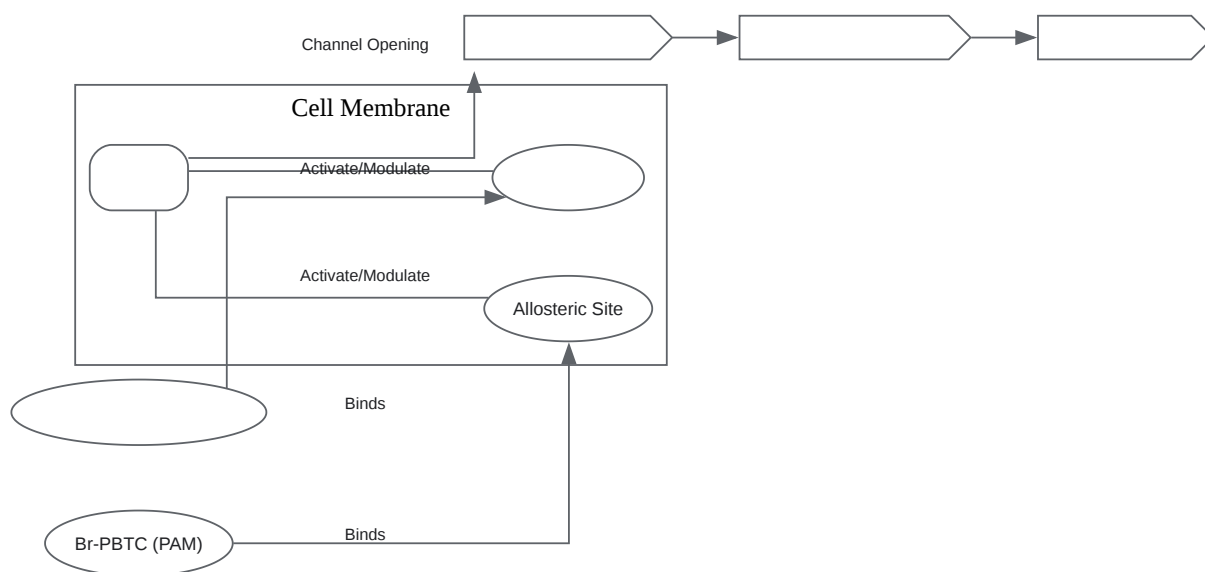 Channel Opening
Cell Membrane
Activate/Modulate
Activate/Modulate
Allosteric Site
Binds
Binds
Br-PBTC (PAM)